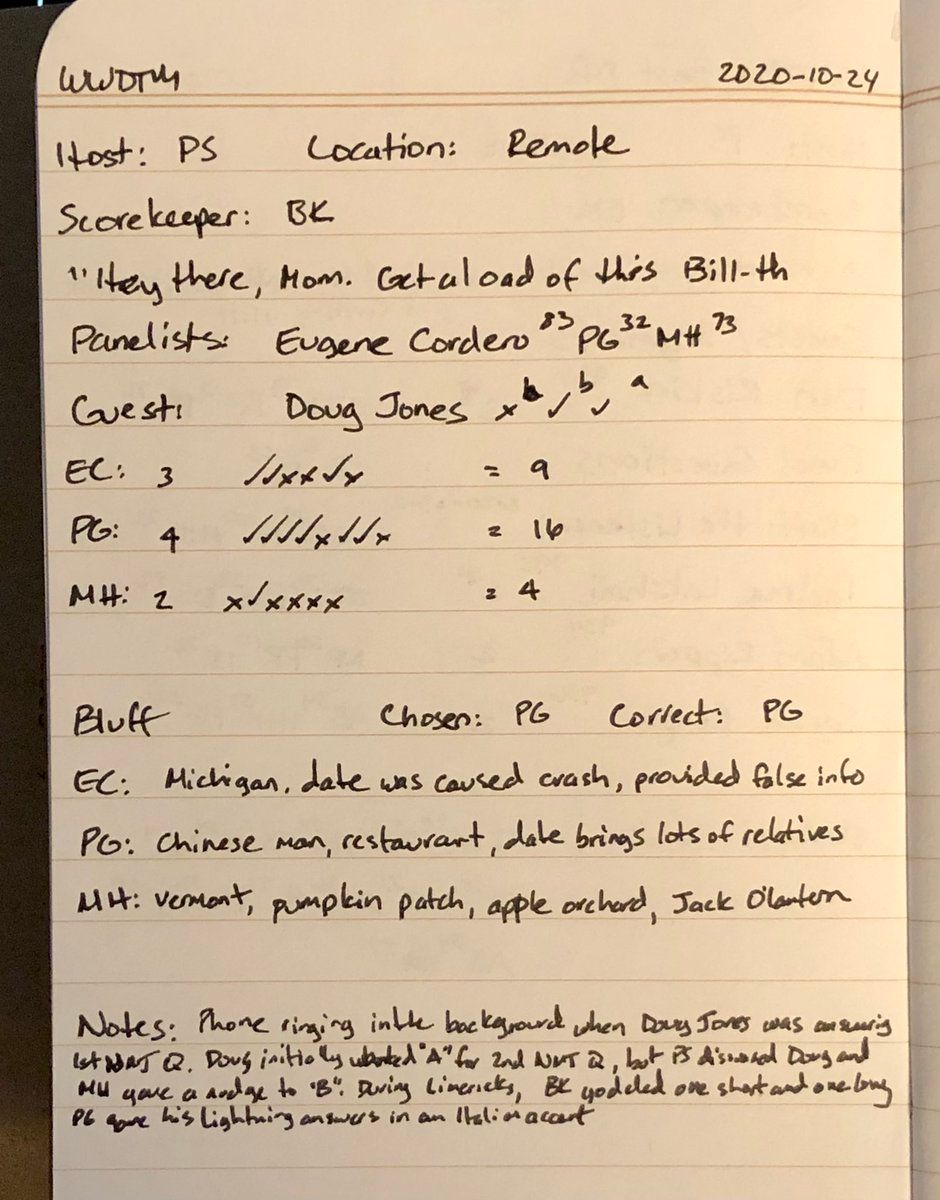 WWDTM 2020-10-24
Host: PS Location: Remote
Scorekeeper: BK
"Hey there, Mom. Get a load of this Bill-th
Panelists: Eugene Cordero 83 PG 32 MH 73
Guest: Doug Jones x b ✓ b ✓ a
EC: 3 ✓✓xx✓x = 9
PG: 4 ✓✓✓✓x✓✓x = 16
MH: 2 x✓xxxx = 4
Bluff Chosen: PG Correct: PG
EC: Michigan, date was caused crash, provided false info
PG: Chinese man, restaurant, date brings lots of relatives
MH: Vermont, pumpkin patch, apple orchard, Jack O'lantern
Notes: Phone ringing in the background when Doug Jones was answering
1st NMJ Q. Doug initially wanted "A" for 2nd NMJ Q, but PS Doug and
MH gave a nudge to "B". During Limericks, BK yodeled one short and one long
PG gave his Lightning answers in an Italian accent